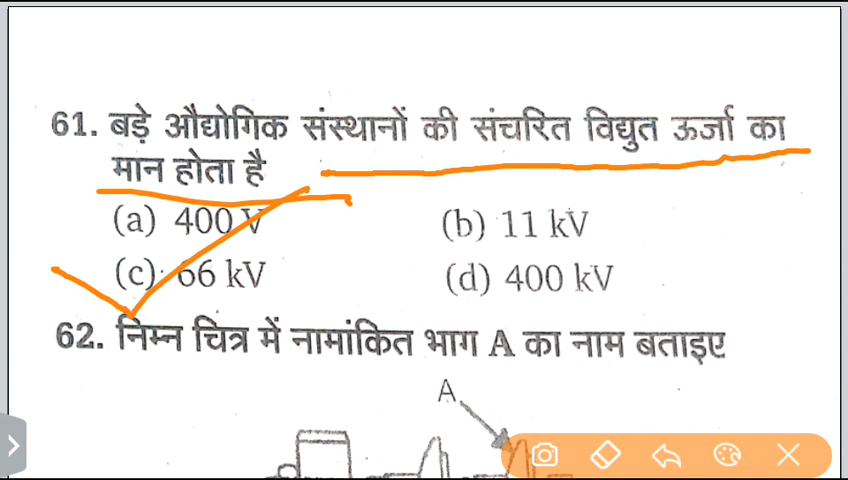 61. बड़े औद्योगिक संस्थानों की संचरित विद्युत ऊर्जा का
मान होता है
(a) 400 V (b) 11 kV
(c) 66 kV (d) 400 kV
62. निम्न चित्र में नामांकित भाग A का नाम बताइए
A